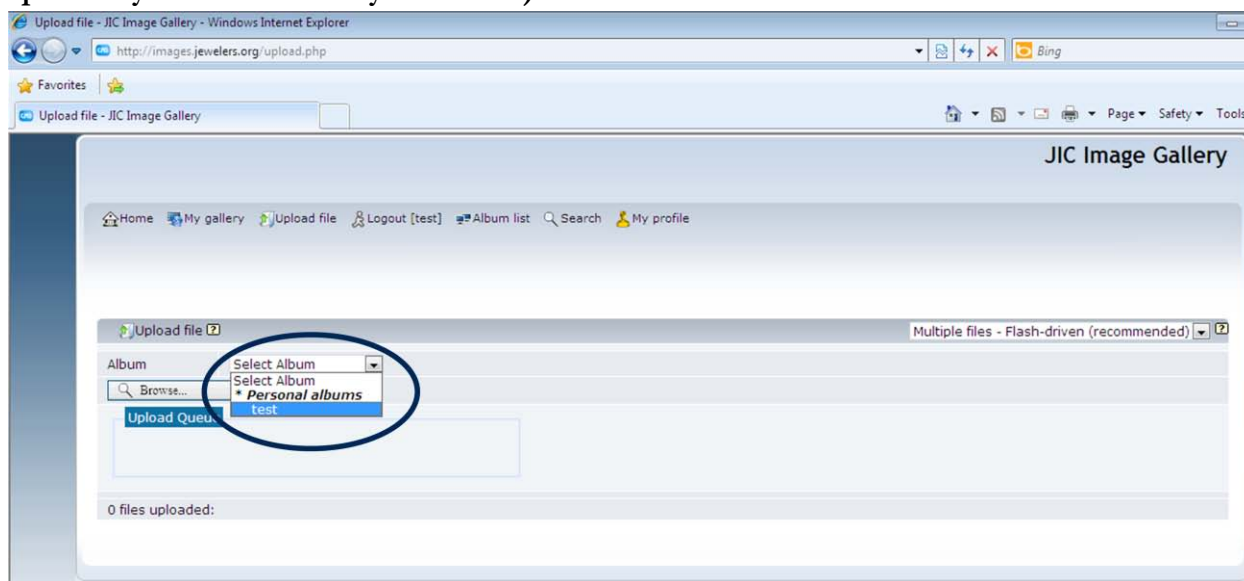 Upload file - JIC Image Gallery - Windows Internet Explorer
http://images.jewelers.org/upload.php
Bing
Favorites
Upload file - JIC Image Gallery
Page Safety Tools
JIC Image Gallery
Home My gallery Upload file Logout [test] Album list Search My profile
Upload file ? Multiple files - Flash-driven (recommended) ?
Album Select Album
Select Album
Browse... * Personal albums
test
Upload Queu
0 files uploaded: